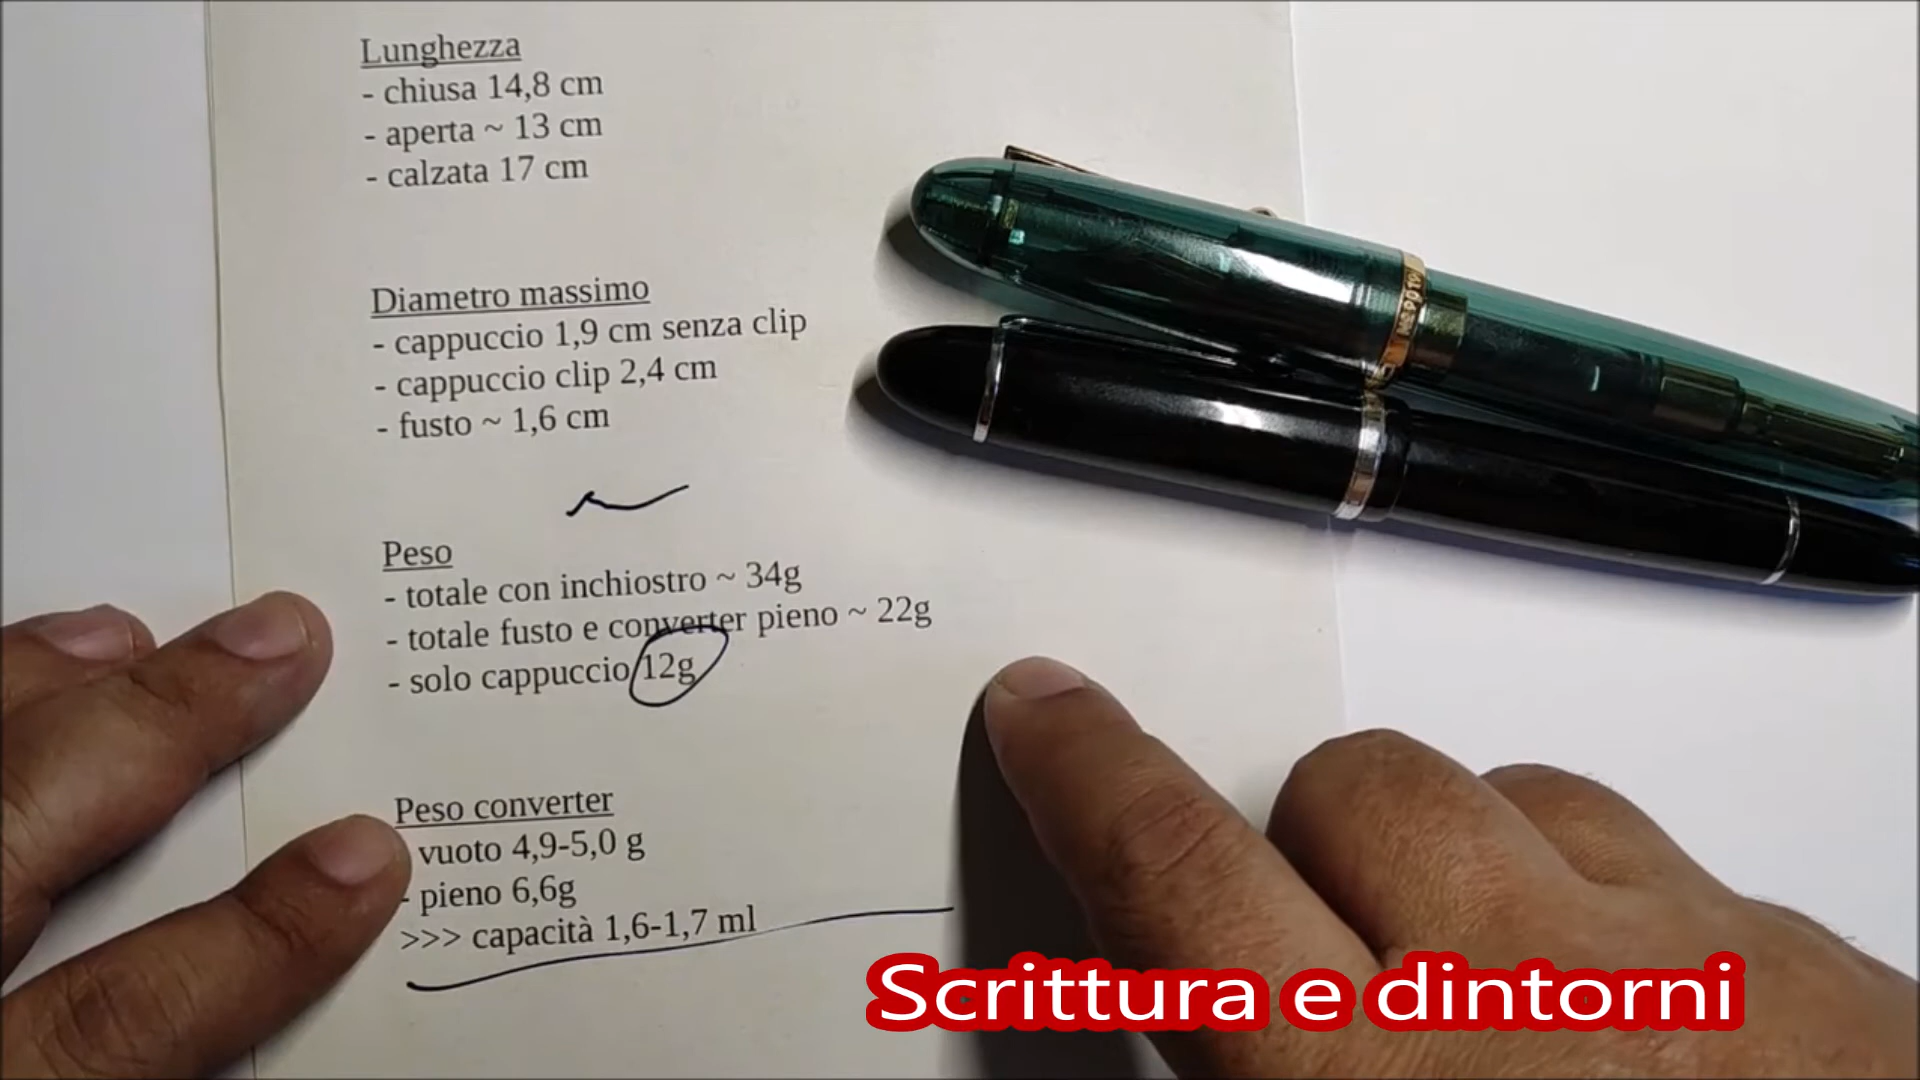 Lunghezza
- chiusa 14,8 cm
- aperta ~ 13 cm
- calzata 17 cm
Diametro massimo
- cappuccio 1,9 cm senza clip
- cappuccio clip 2,4 cm
- fusto ~ 1,6 cm
Peso
- totale con inchiostro ~ 34g
- totale fusto e converter pieno ~ 22g
- solo cappuccio 12g
Peso converter
vuoto 4,9-5,0 g
- pieno 6,6g
>>> capacità 1,6-1,7 ml
Scrittura e dintorni